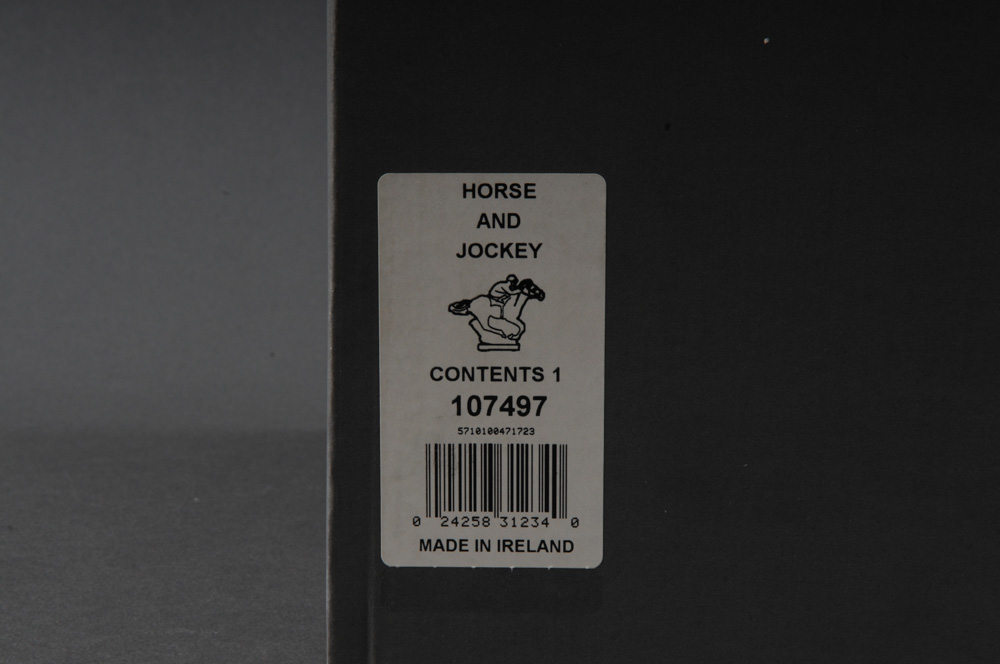 HORSE
AND
JOCKEY
CONTENTS 1
107497
5710100471723
0 24258 31234 0
MADE IN IRELAND